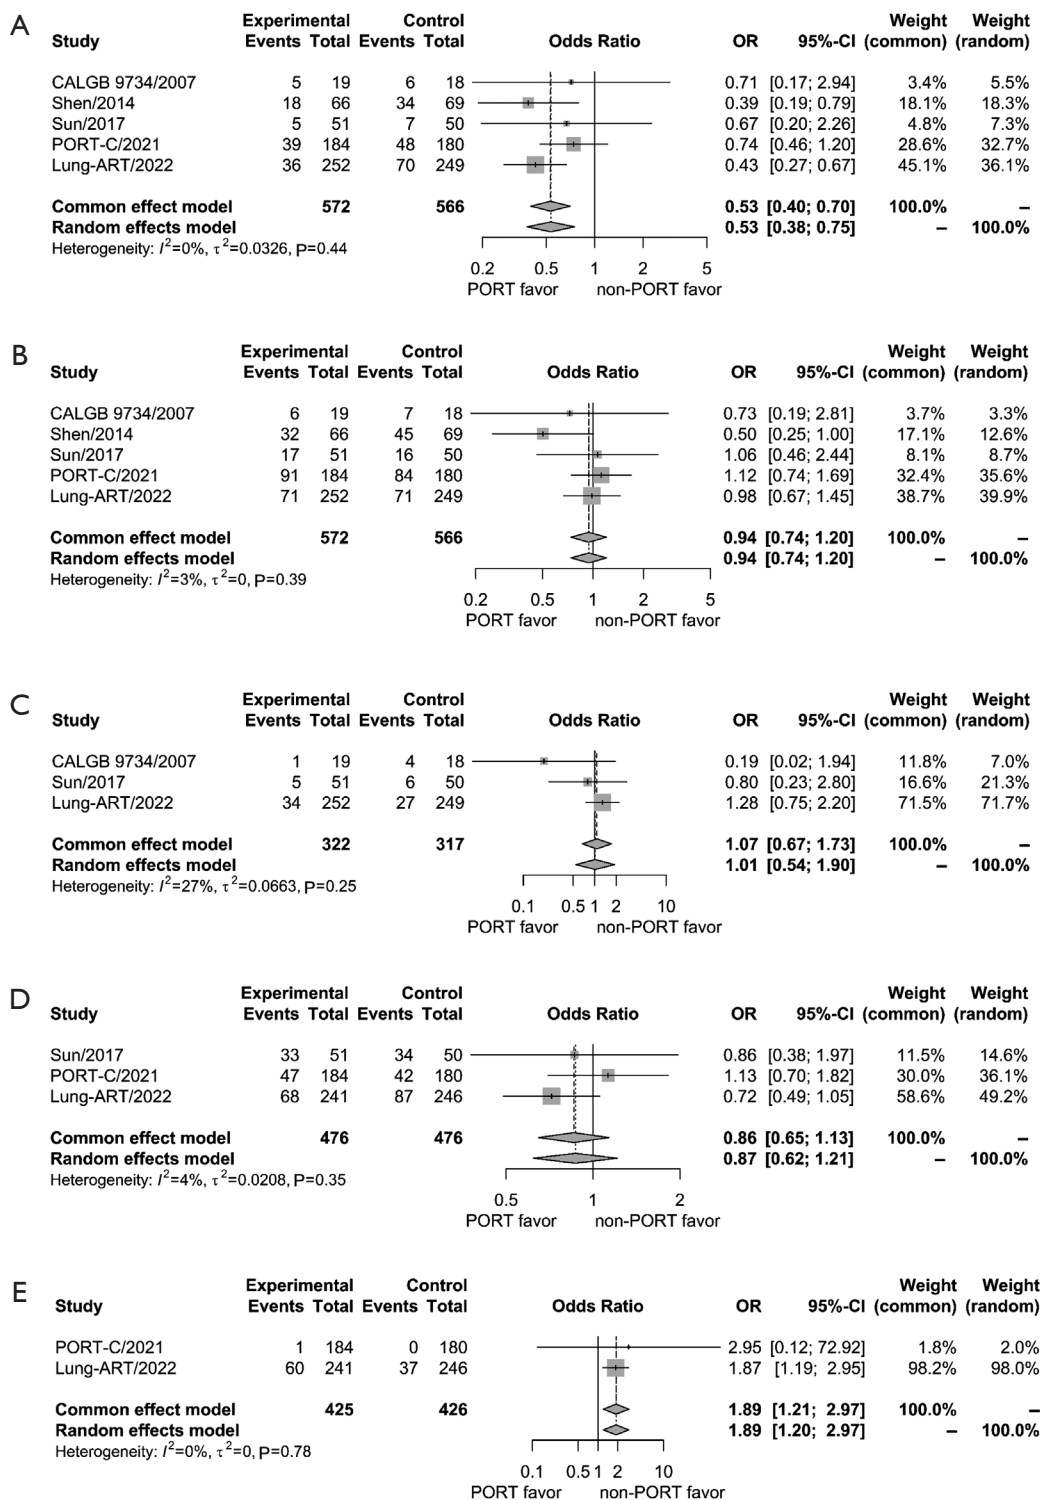 A
Experimental Control Weight Weight
Study Events Total Events Total Odds Ratio OR 95%-CI (common) (random)
CALGB 9734/2007 5 19 6 18 0.71 [0.17; 2.94] 3.4% 5.5%
Shen/2014 18 66 34 69 0.39 [0.19; 0.79] 18.1% 18.3%
Sun/2017 5 51 7 50 0.67 [0.20; 2.26] 4.8% 7.3%
PORT-C/2021 39 184 48 180 0.74 [0.46; 1.20] 28.6% 32.7%
Lung-ART/2022 36 252 70 249 0.43 [0.27; 0.67] 45.1% 36.1%
Common effect model 572 566 0.53 [0.40; 0.70] 100.0% –
Random effects model 0.53 [0.38; 0.75] – 100.0%
Heterogeneity: I²=0%, τ²=0.0326, P=0.44
0.2 0.5 1 2 5
PORT favor non-PORT favor
B
Experimental Control Weight Weight
Study Events Total Events Total Odds Ratio OR 95%-CI (common) (random)
CALGB 9734/2007 6 19 7 18 0.73 [0.19; 2.81] 3.7% 3.3%
Shen/2014 32 66 45 69 0.50 [0.25; 1.00] 17.1% 12.6%
Sun/2017 17 51 16 50 1.06 [0.46; 2.44] 8.1% 8.7%
PORT-C/2021 91 184 84 180 1.12 [0.74; 1.69] 32.4% 35.6%
Lung-ART/2022 71 252 71 249 0.98 [0.67; 1.45] 38.7% 39.9%
Common effect model 572 566 0.94 [0.74; 1.20] 100.0% –
Random effects model 0.94 [0.74; 1.20] – 100.0%
Heterogeneity: I²=3%, τ²=0, P=0.39
0.2 0.5 1 2 5
PORT favor non-PORT favor
C
Experimental Control Weight Weight
Study Events Total Events Total Odds Ratio OR 95%-CI (common) (random)
CALGB 9734/2007 1 19 4 18 0.19 [0.02; 1.94] 11.8% 7.0%
Sun/2017 5 51 6 50 0.80 [0.23; 2.80] 16.6% 21.3%
Lung-ART/2022 34 252 27 249 1.28 [0.75; 2.20] 71.5% 71.7%
Common effect model 322 317 1.07 [0.67; 1.73] 100.0% –
Random effects model 1.01 [0.54; 1.90] – 100.0%
Heterogeneity: I²=27%, τ²=0.0663, P=0.25
0.1 0.5 1 2 10
PORT favor non-PORT favor
D
Experimental Control Weight Weight
Study Events Total Events Total Odds Ratio OR 95%-CI (common) (random)
Sun/2017 33 51 34 50 0.86 [0.38; 1.97] 11.5% 14.6%
PORT-C/2021 47 184 42 180 1.13 [0.70; 1.82] 30.0% 36.1%
Lung-ART/2022 68 241 87 246 0.72 [0.49; 1.05] 58.6% 49.2%
Common effect model 476 476 0.86 [0.65; 1.13] 100.0% –
Random effects model 0.87 [0.62; 1.21] – 100.0%
Heterogeneity: I²=4%, τ²=0.0208, P=0.35
0.5 1 2
PORT favor non-PORT favor
E
Experimental Control Weight Weight
Study Events Total Events Total Odds Ratio OR 95%-CI (common) (random)
PORT-C/2021 1 184 0 180 2.95 [0.12; 72.92] 1.8% 2.0%
Lung-ART/2022 60 241 37 246 1.87 [1.19; 2.95] 98.2% 98.0%
Common effect model 425 426 1.89 [1.21; 2.97] 100.0% –
Random effects model 1.89 [1.20; 2.97] – 100.0%
Heterogeneity: I²=0%, τ²=0, P=0.78
0.1 0.5 1 2 10
PORT favor non-PORT favor